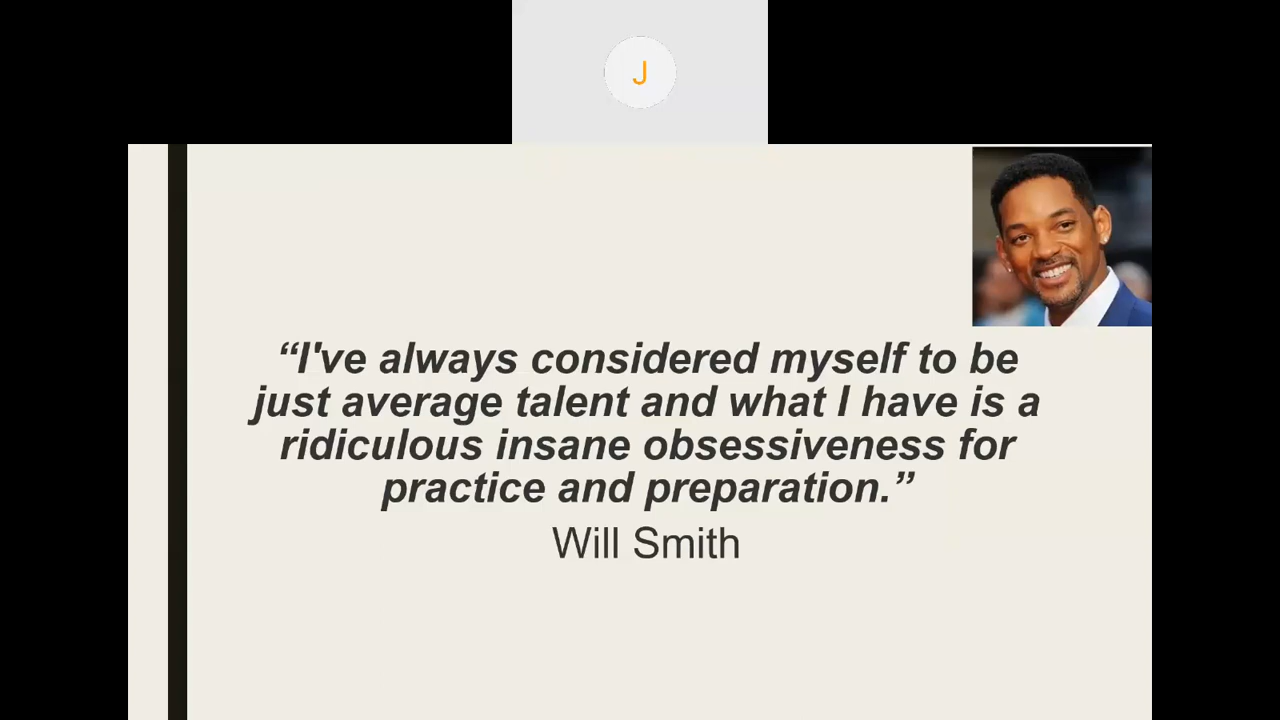 J
“I've always considered myself to be
just average talent and what I have is a
ridiculous insane obsessiveness for
practice and preparation.”
Will Smith